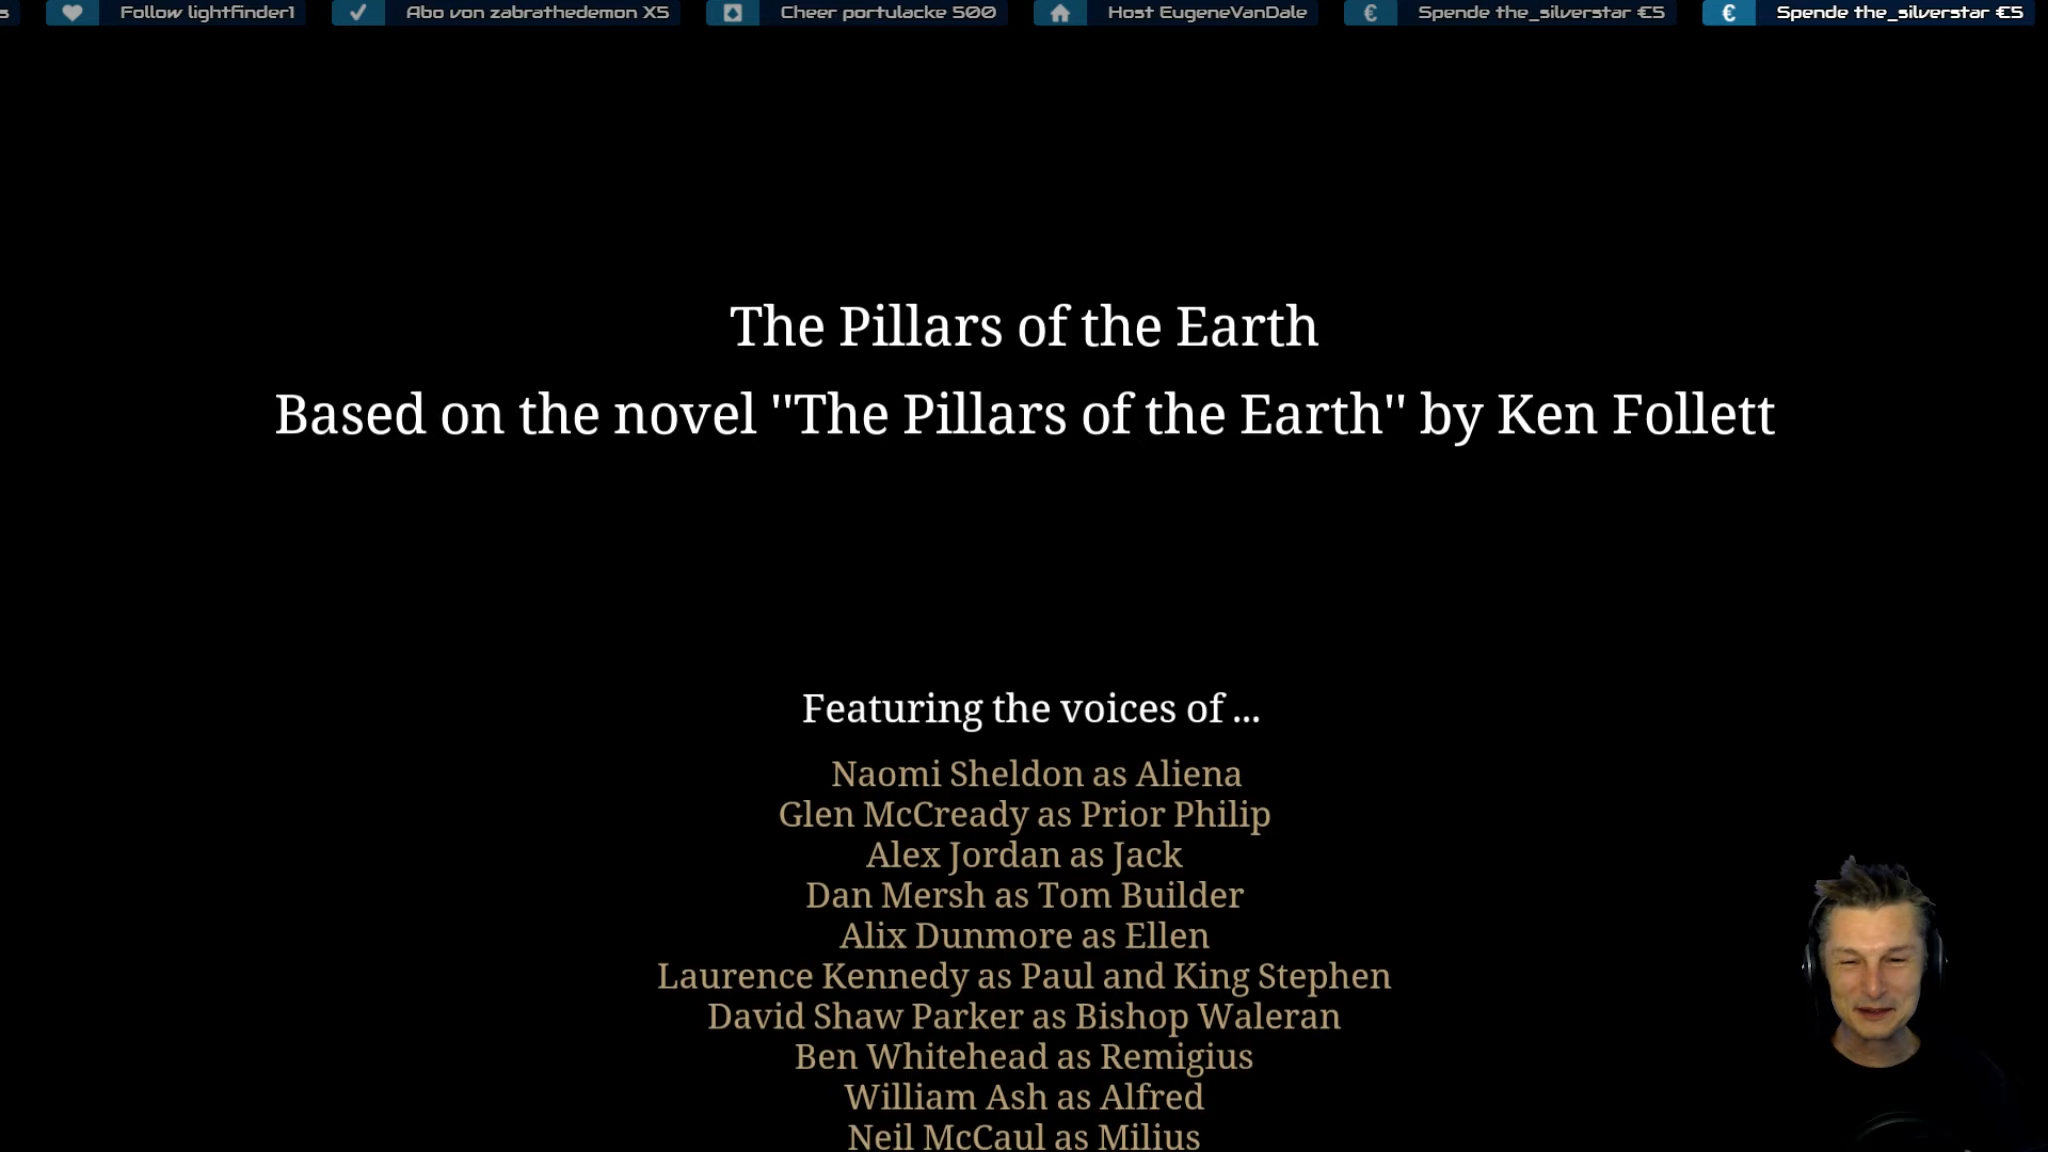 s
Follow lightfinder1
Abo von zabrathedemon X5
Cheer portulacke 500
Host EugeneVanDale
€ Spende the_silverstar €5
€ Spende the_silverstar €5
The Pillars of the Earth
Based on the novel "The Pillars of the Earth" by Ken Follett
Featuring the voices of ...
Naomi Sheldon as Aliena
Glen McCready as Prior Philip
Alex Jordan as Jack
Dan Mersh as Tom Builder
Alix Dunmore as Ellen
Laurence Kennedy as Paul and King Stephen
David Shaw Parker as Bishop Waleran
Ben Whitehead as Remigius
William Ash as Alfred
Neil McCaul as Milius